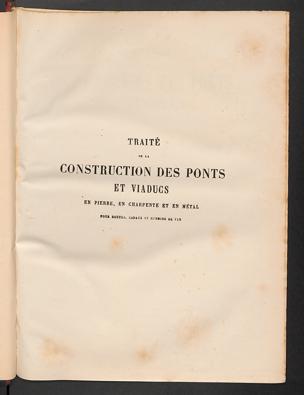 TRAITÉ
DE LA
CONSTRUCTION DES PONTS
ET VIADUCS
EN PIERRE, EN CHARPENTE ET EN MÉTAL
POUR ROUTES, CANAUX ET CHEMINS DE FER